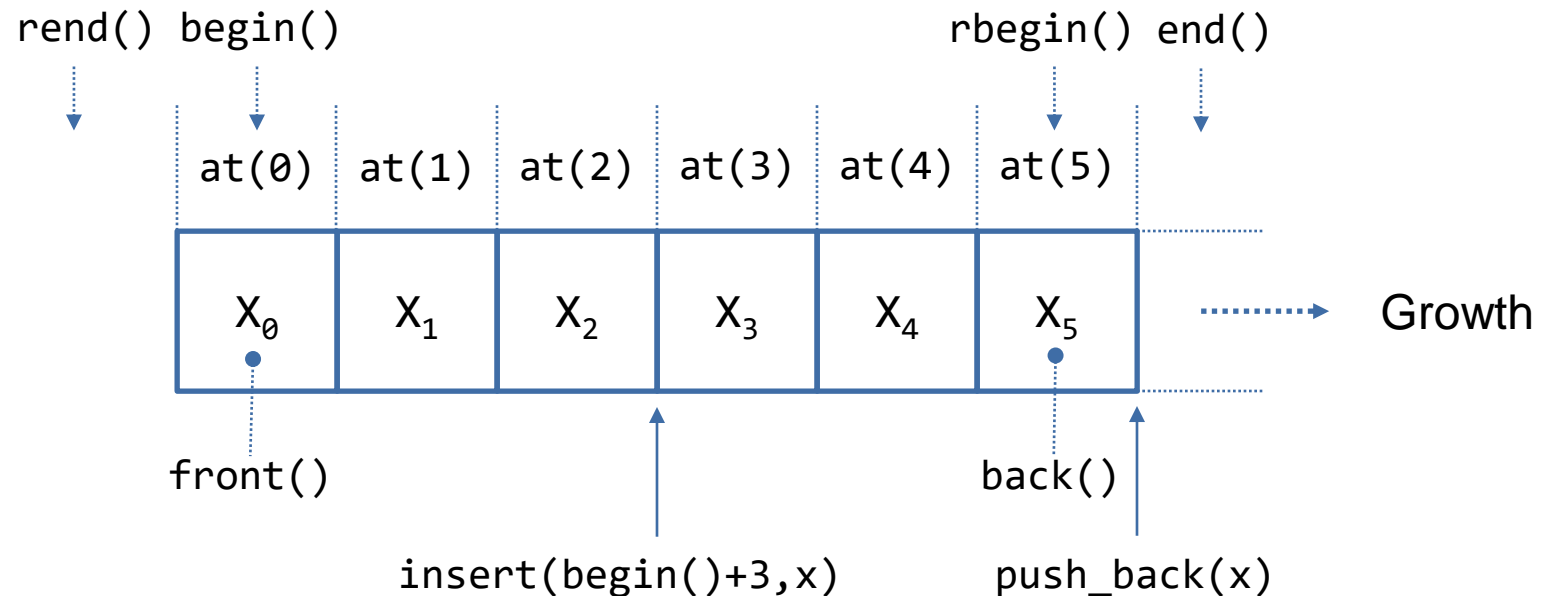 rend() begin() rbegin() end()
at(0) at(1) at(2) at(3) at(4) at(5)
X₀ X₁ X₂ X₃ X₄ X₅ Growth
front() back()
insert(begin()+3,x) push_back(x)